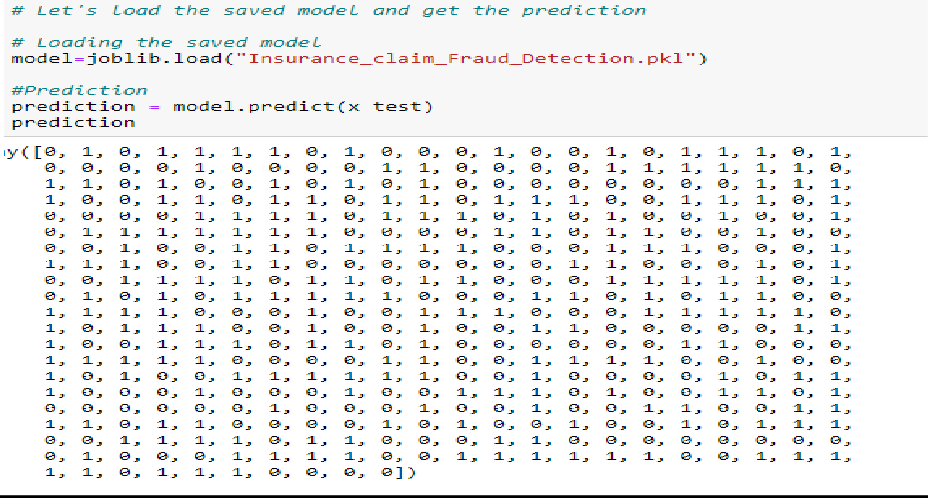 # Let's load the saved model and get the prediction
# Loading the saved model
model=joblib.load("Insurance_claim_Fraud_Detection.pkl")
#Prediction
prediction = model.predict(x test)
prediction
y([0, 1, 0, 1, 1, 1, 1, 0, 1, 0, 0, 0, 1, 0, 0, 1, 0, 1, 1, 1, 0, 1,
0, 0, 0, 0, 1, 0, 0, 0, 0, 1, 1, 0, 0, 0, 0, 1, 1, 1, 1, 1, 1, 0,
1, 1, 0, 1, 0, 0, 1, 0, 1, 0, 1, 0, 0, 0, 0, 0, 0, 0, 0, 1, 1, 1,
1, 0, 0, 1, 1, 0, 1, 1, 0, 1, 1, 0, 1, 1, 1, 0, 0, 1, 1, 1, 0, 1,
0, 0, 0, 0, 1, 1, 1, 1, 0, 1, 1, 1, 0, 1, 0, 1, 0, 0, 1, 0, 0, 1,
0, 1, 1, 1, 1, 1, 1, 1, 0, 0, 0, 0, 1, 1, 0, 1, 1, 0, 0, 1, 0, 0,
0, 0, 1, 0, 0, 1, 1, 0, 1, 1, 1, 1, 0, 0, 0, 1, 1, 1, 0, 0, 0, 1,
1, 1, 1, 0, 0, 1, 1, 0, 0, 0, 0, 0, 0, 0, 1, 1, 0, 0, 0, 1, 0, 1,
0, 0, 1, 1, 1, 1, 0, 1, 1, 0, 1, 1, 0, 0, 0, 1, 1, 1, 1, 1, 0, 1,
0, 1, 0, 1, 0, 1, 1, 1, 1, 1, 0, 0, 0, 1, 1, 0, 1, 0, 1, 1, 0, 0,
1, 1, 1, 1, 0, 0, 0, 1, 0, 0, 1, 1, 1, 0, 0, 0, 1, 1, 1, 1, 1, 0,
1, 0, 1, 1, 1, 0, 0, 1, 0, 0, 1, 0, 0, 1, 1, 0, 0, 0, 0, 0, 1, 1,
1, 0, 0, 1, 1, 1, 0, 1, 1, 0, 1, 0, 0, 0, 0, 0, 0, 1, 1, 0, 0, 0,
1, 1, 1, 1, 1, 0, 0, 0, 0, 1, 1, 0, 0, 1, 1, 1, 1, 0, 0, 1, 0, 0,
1, 0, 1, 0, 0, 1, 1, 1, 1, 1, 1, 0, 0, 1, 0, 0, 0, 0, 1, 0, 1, 1,
1, 0, 0, 0, 1, 0, 0, 0, 1, 0, 0, 1, 1, 1, 0, 1, 0, 0, 1, 1, 0, 1,
0, 0, 0, 0, 0, 0, 1, 0, 0, 0, 1, 0, 0, 1, 0, 0, 1, 1, 0, 0, 1, 1,
1, 1, 0, 1, 1, 0, 0, 0, 0, 1, 0, 1, 0, 0, 1, 0, 0, 1, 0, 1, 1, 1,
0, 0, 1, 1, 1, 1, 0, 1, 1, 0, 0, 0, 1, 1, 0, 0, 0, 0, 0, 0, 0, 0,
0, 1, 0, 0, 0, 1, 1, 1, 1, 0, 0, 1, 1, 1, 1, 1, 1, 0, 0, 1, 1, 1,
1, 1, 0, 1, 1, 1, 0, 0, 0, 0])